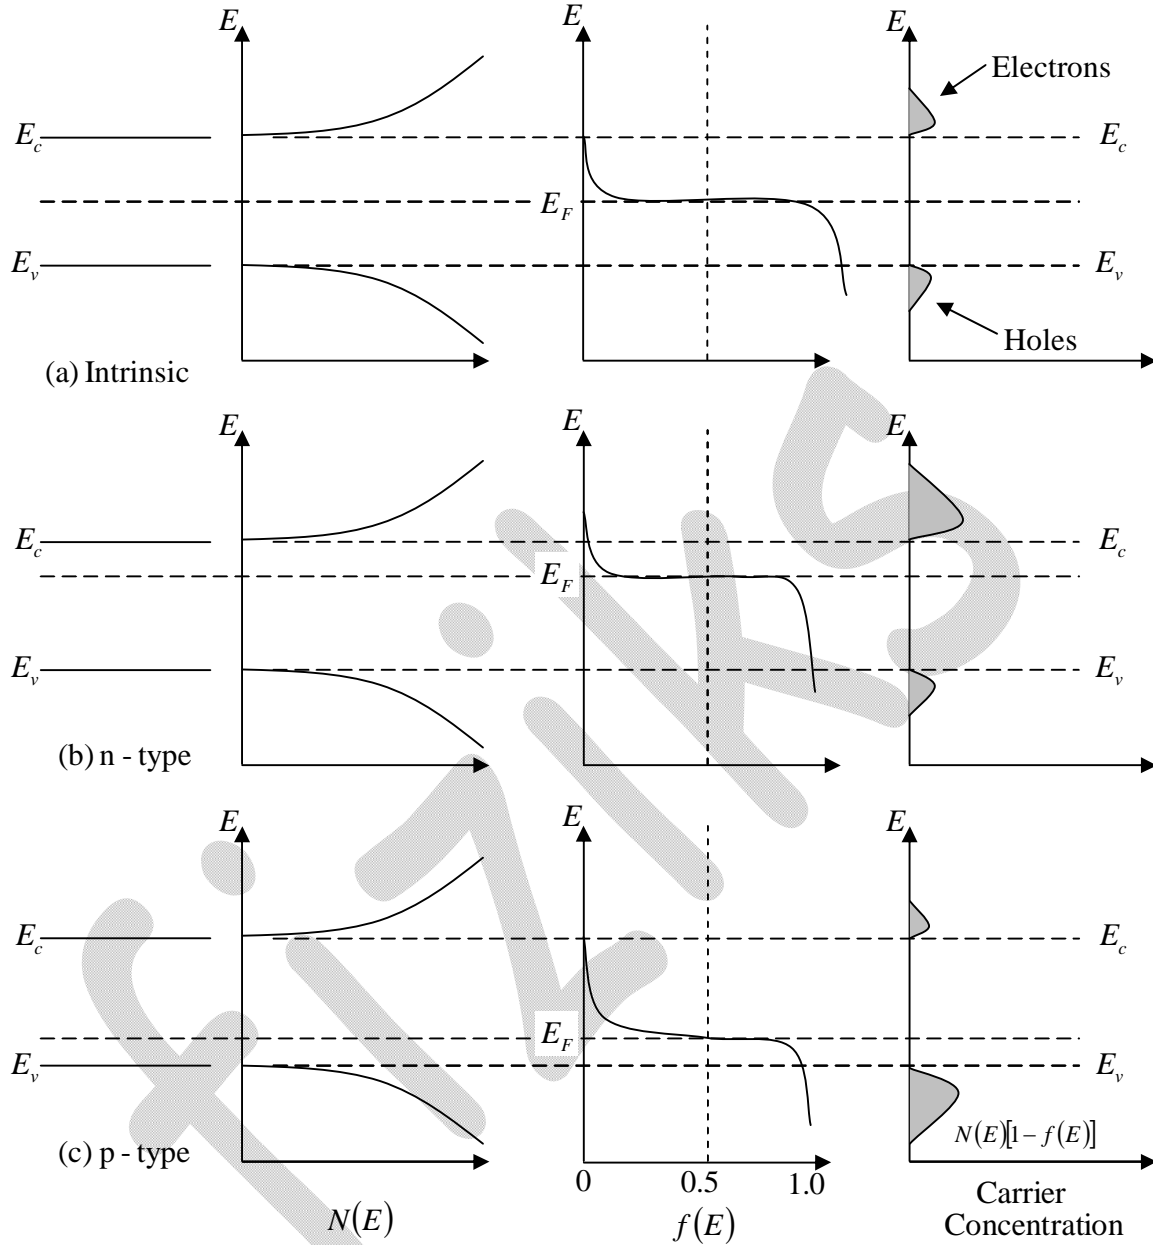 E E E
Electrons
E_c E_c
E_F
E_v E_v
Holes
(a) Intrinsic
E E E
E_c E_c
E_F
E_v E_v
(b) n - type
E E E
E_c E_c
E_F
E_v E_v
N(E)[1 − f(E)]
(c) p - type
0 0.5 1.0
N(E) f(E) Carrier
Concentration
fiziks